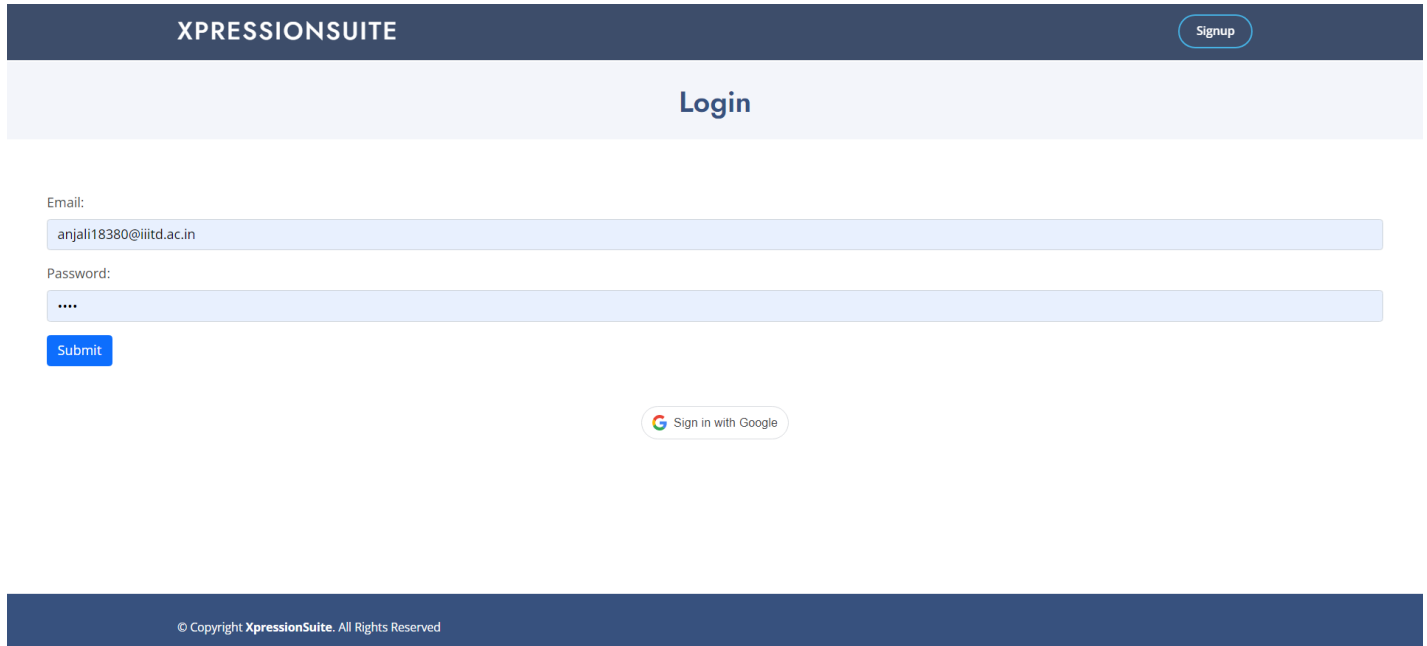 XPRESSIONSUITE
Signup
Login
Email:
anjali18380@iiitd.ac.in
Password:
••••
Submit
Sign in with Google
© Copyright XpressionSuite. All Rights Reserved